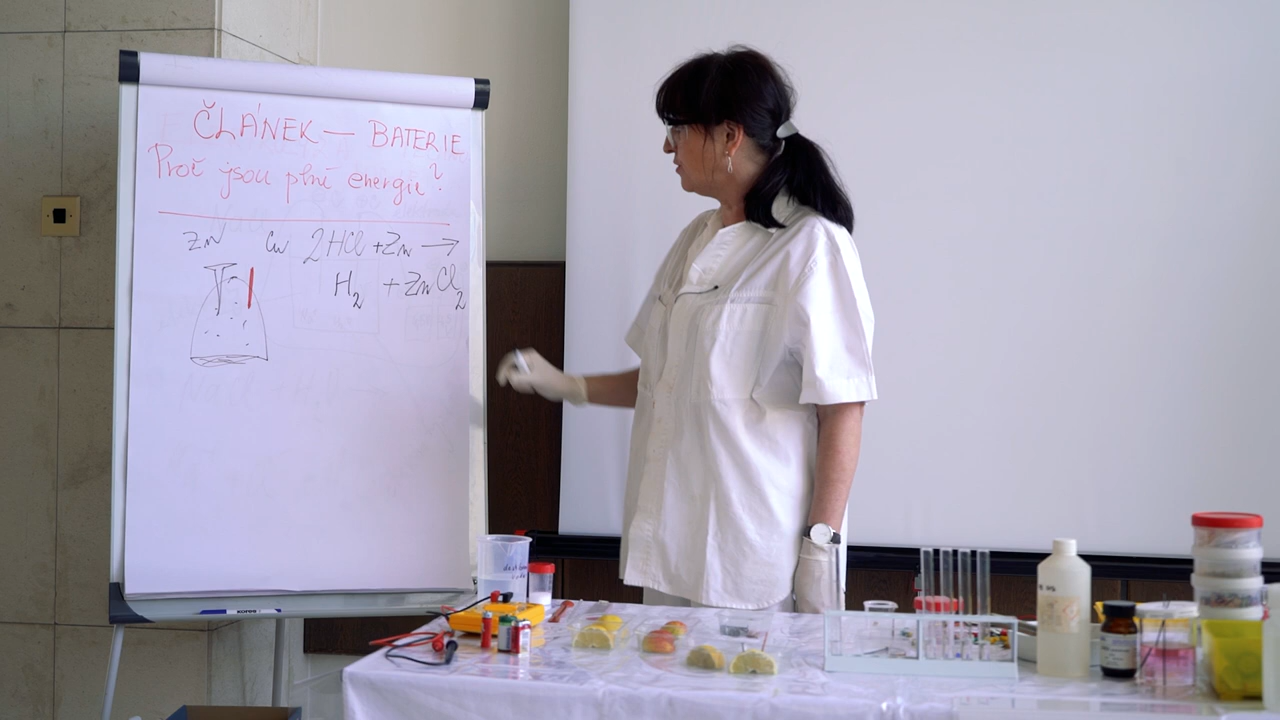 ČLÁNEK — BATERIE
Proč jsou plné energie?
Zn Cu 2HCl + Zn →
H₂ + ZnCl₂